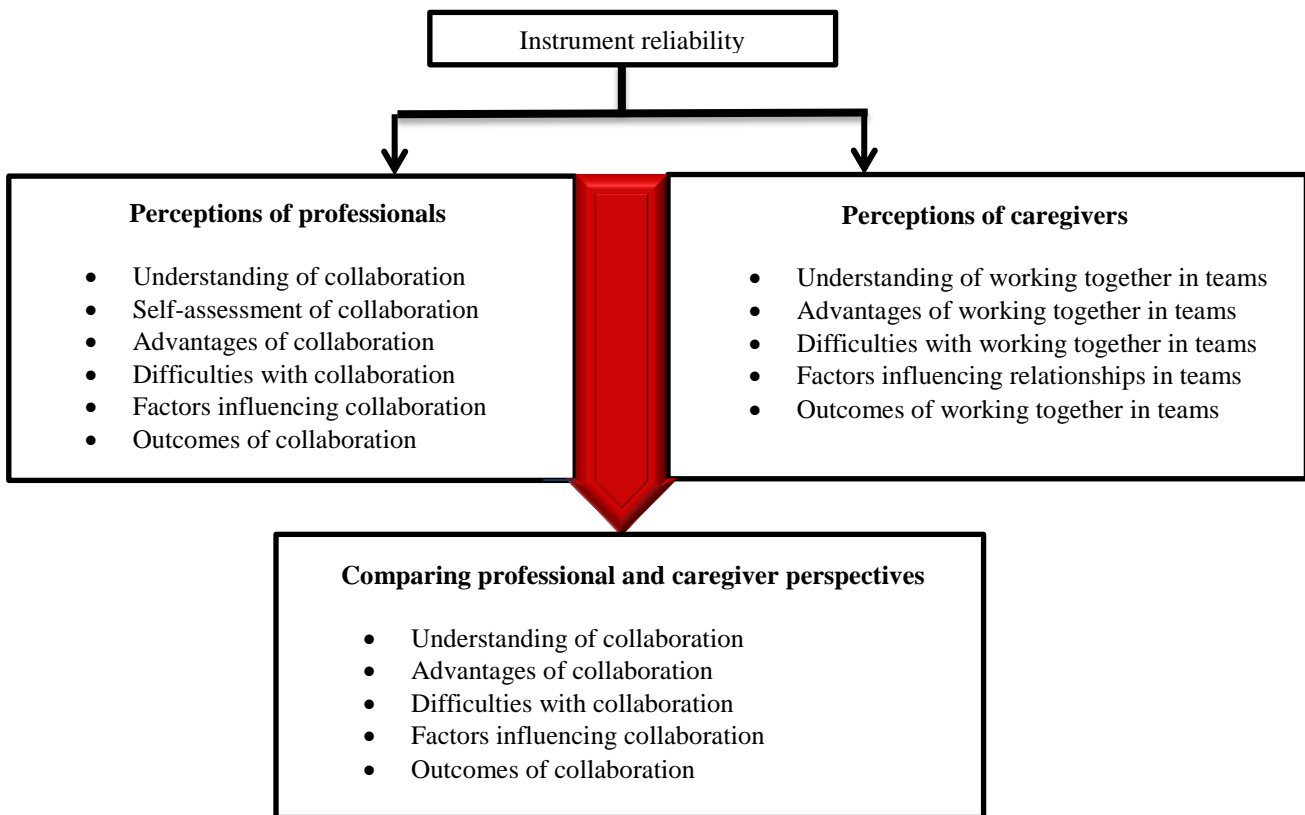 Instrument reliability
Perceptions of professionals
• Understanding of collaboration
• Self-assessment of collaboration
• Advantages of collaboration
• Difficulties with collaboration
• Factors influencing collaboration
• Outcomes of collaboration
Perceptions of caregivers
• Understanding of working together in teams
• Advantages of working together in teams
• Difficulties with working together in teams
• Factors influencing relationships in teams
• Outcomes of working together in teams
Comparing professional and caregiver perspectives
• Understanding of collaboration
• Advantages of collaboration
• Difficulties with collaboration
• Factors influencing collaboration
• Outcomes of collaboration